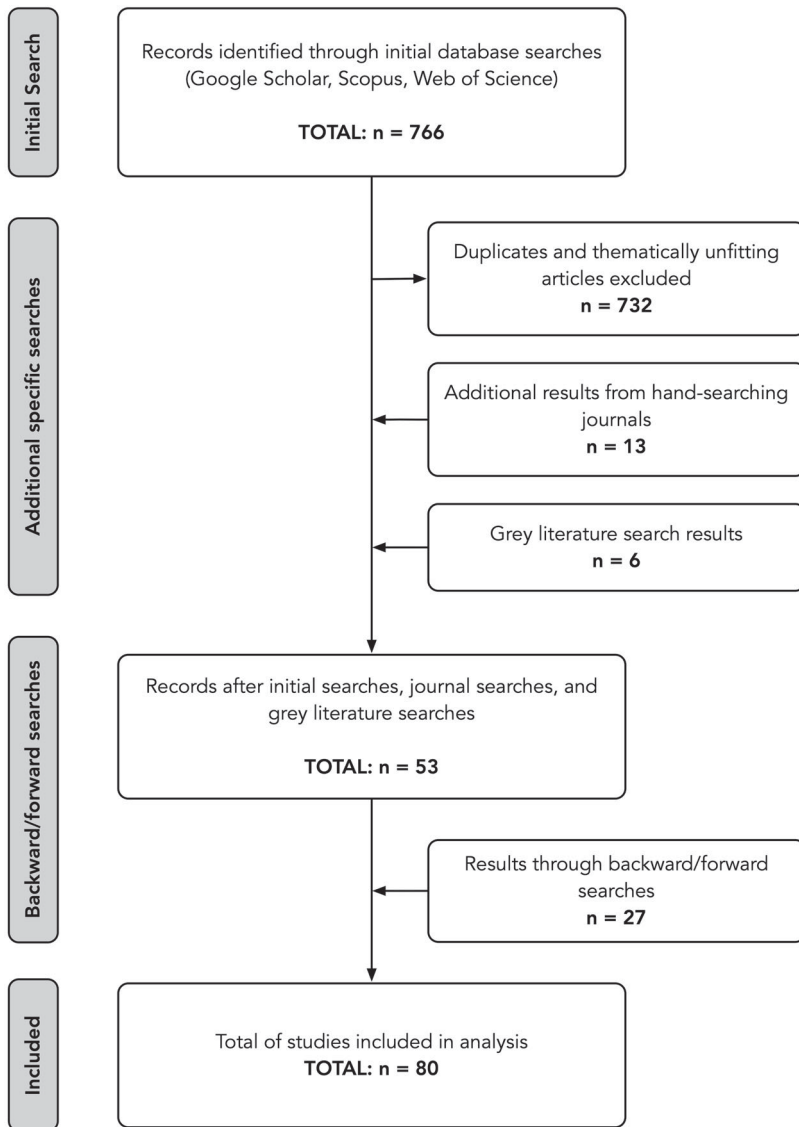 Initial Search
Records identified through initial database searches
(Google Scholar, Scopus, Web of Science)
TOTAL: n = 766
Additional specific searches
Duplicates and thematically unfitting
articles excluded
n = 732
Additional results from hand-searching
journals
n = 13
Grey literature search results
n = 6
Backward/forward searches
Records after initial searches, journal searches, and
grey literature searches
TOTAL: n = 53
Results through backward/forward
searches
n = 27
Included
Total of studies included in analysis
TOTAL: n = 80